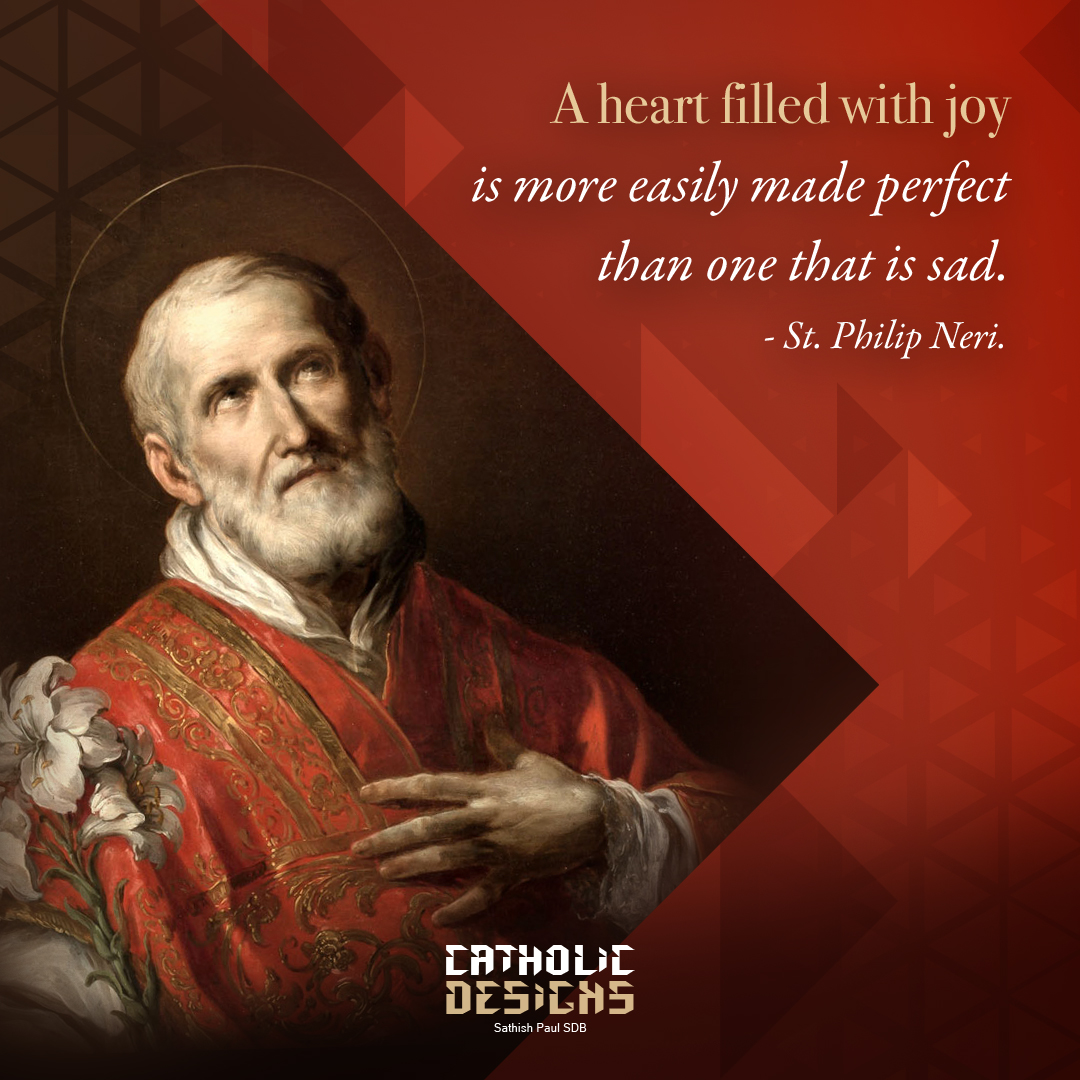 A heart filled with joy
is more easily made perfect
than one that is sad.
- St. Philip Neri.
CATHOLIC
DESIGNS
Sathish Paul SDB